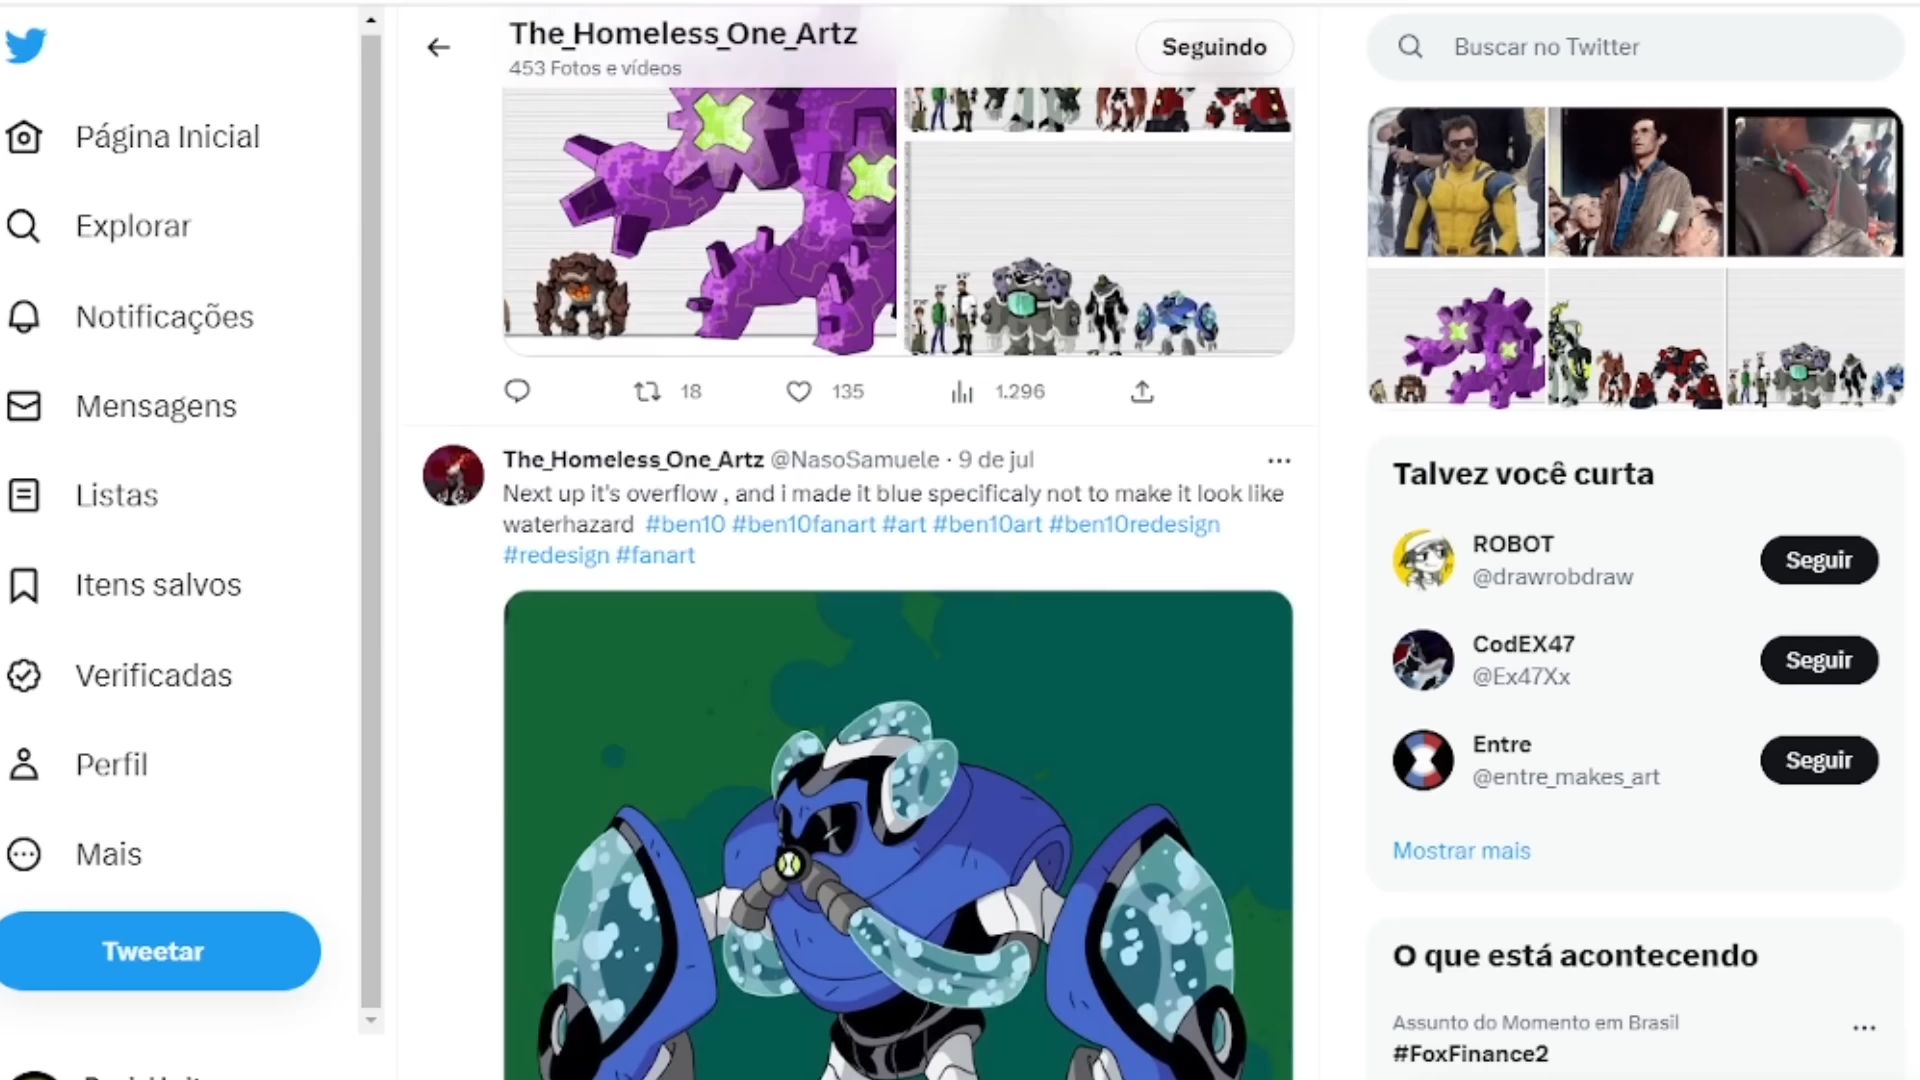 The_Homeless_One_Artz
453 Fotos e vídeos
Seguindo
Buscar no Twitter
Página Inicial
Explorar
Notificações
Mensagens
Listas
Itens salvos
Verificadas
Perfil
Mais
Tweetar
18
135
1.296
The_Homeless_One_Artz @NasoSamuele · 9 de jul
Next up it's overflow , and i made it blue specificaly not to make it look like
waterhazard #ben10 #ben10fanart #art #ben10art #ben10redesign
#redesign #fanart
Talvez você curta
ROBOT
@drawrobdraw
Seguir
CodEX47
@Ex47Xx
Seguir
Entre
@entre_makes_art
Seguir
Mostrar mais
O que está acontecendo
Assunto do Momento em Brasil
#FoxFinance2